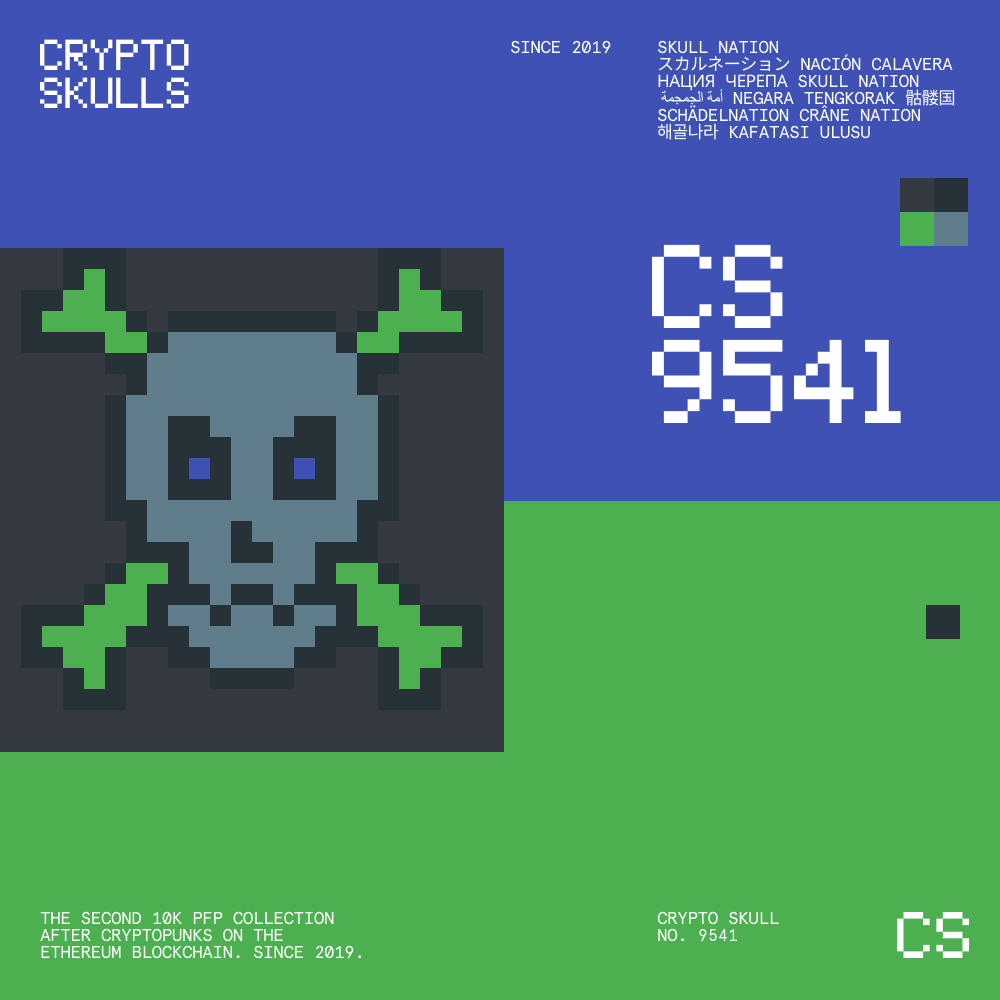 CRYPTO
SKULLS
SINCE 2019
SKULL NATION
スカルネーション NACIÓN CALAVERA
НАЦИЯ ЧЕРЕПА SKULL NATION
أمة الجمجمة NEGARA TENGKORAK 骷髅国
SCHÄDELNATION CRÂNE NATION
해골나라 KAFATASI ULUSU
CS
9541
THE SECOND 10K PFP COLLECTION
AFTER CRYPTOPUNKS ON THE
ETHEREUM BLOCKCHAIN. SINCE 2019.
CRYPTO SKULL
NO. 9541
CS